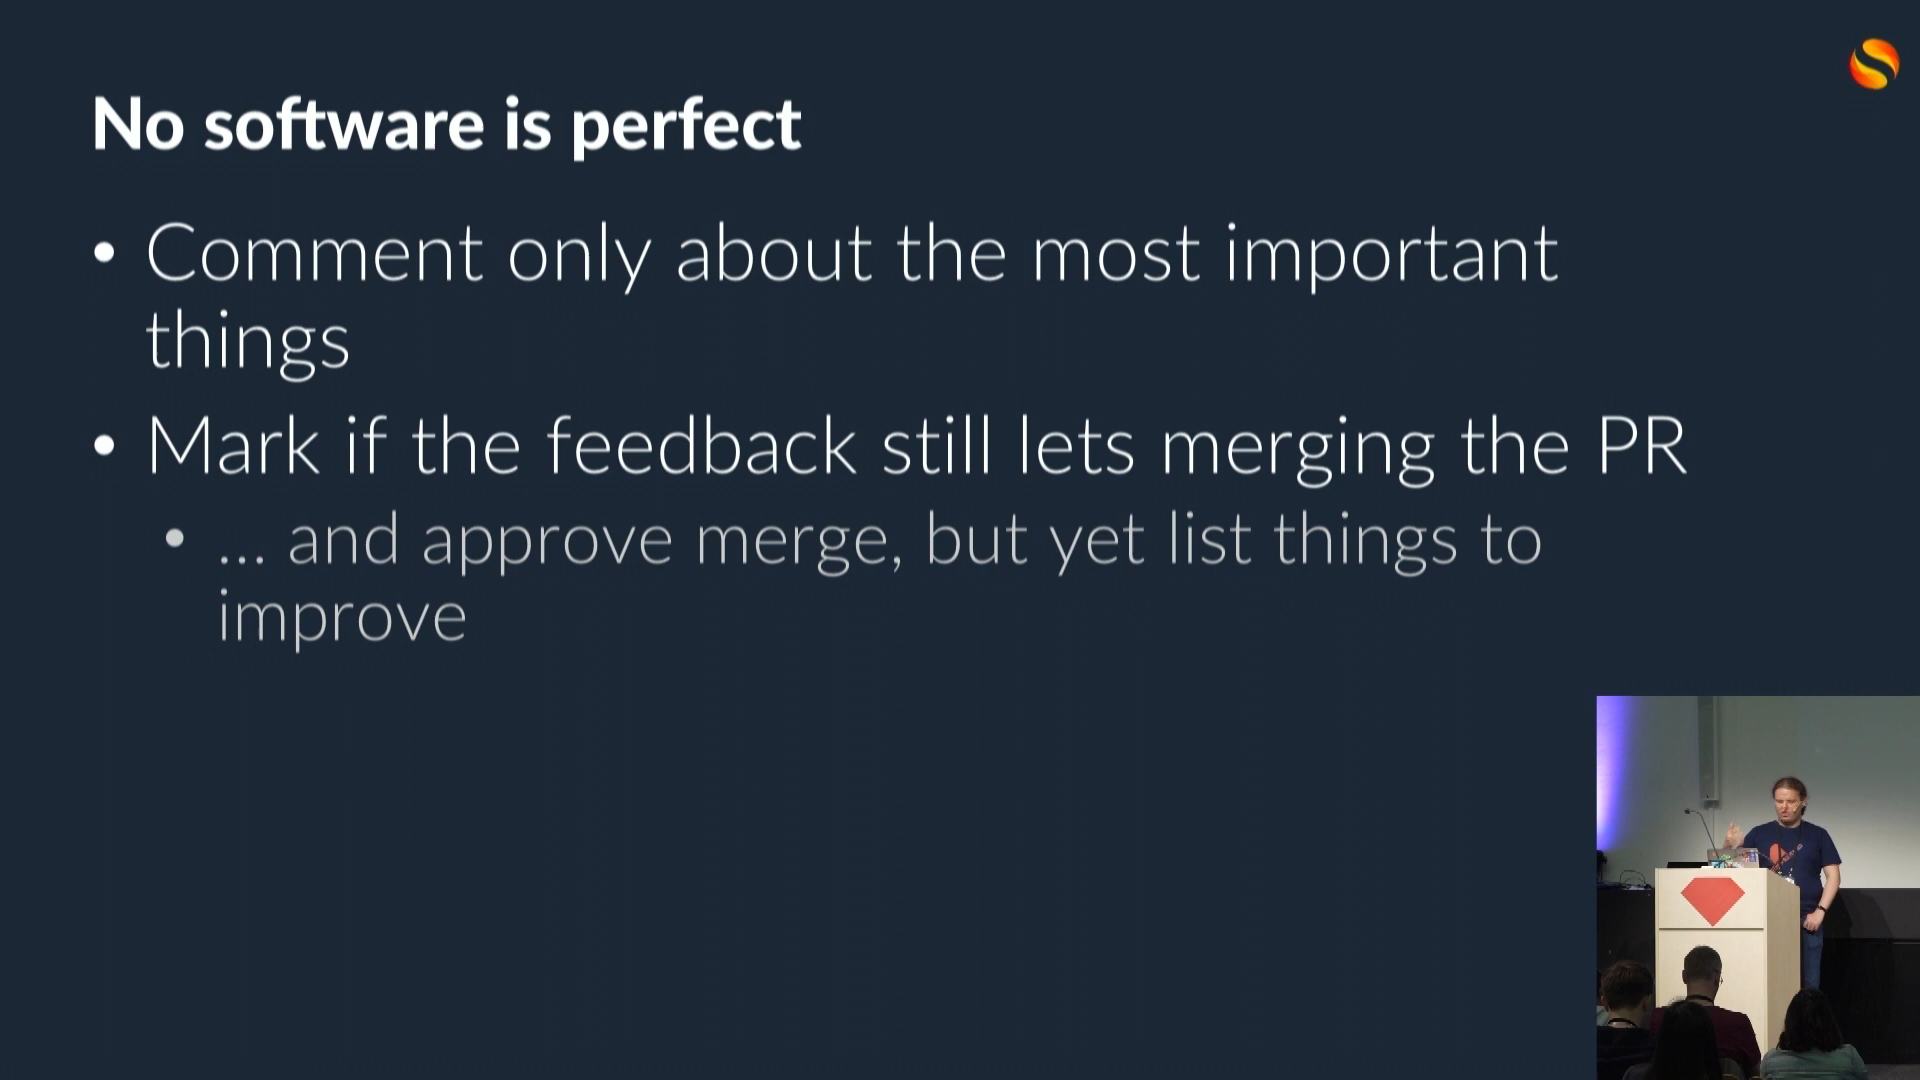 No software is perfect
• Comment only about the most important
things
• Mark if the feedback still lets merging the PR
• ... and approve merge, but yet list things to
improve